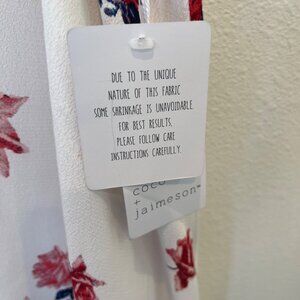 DUE TO THE UNIQUE
NATURE OF THIS FABRIC
SOME SHRINKAGE IS UNAVOIDABLE.
FOR BEST RESULTS,
PLEASE FOLLOW CARE
INSTRUCTIONS CAREFULLY.
coco
+
jaimeson™